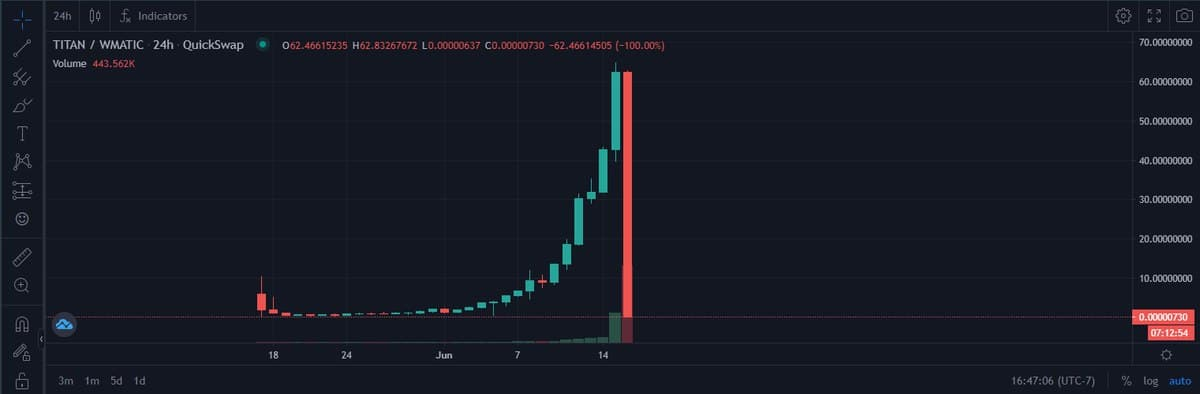 24h Indicators
TITAN / WMATIC · 24h · QuickSwap O62.46615235 H62.83267672 L0.00000637 C0.00000730 −62.46614505 (−100.00%)
Volume 443.562K
70.00000000
60.00000000
50.00000000
40.00000000
30.00000000
20.00000000
10.00000000
0.00000730
07:12:54
18 24 Jun 7 14
3m 1m 5d 1d 16:47:06 (UTC-7) % log auto